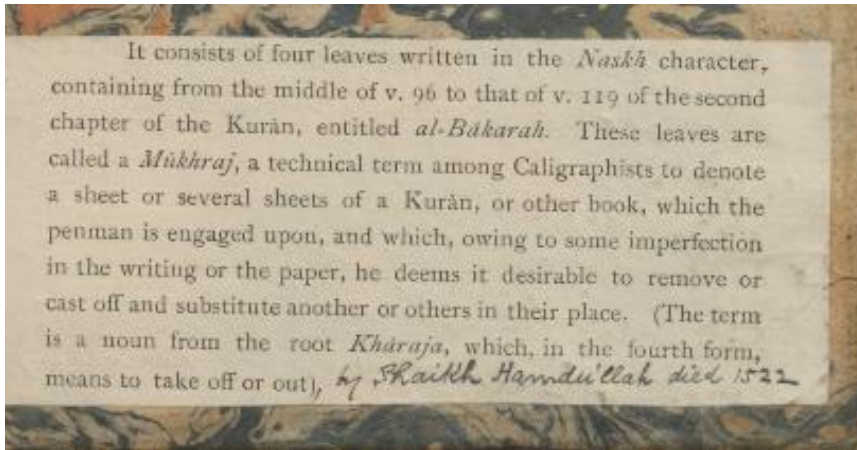 It consists of four leaves written in the Naskh character,
containing from the middle of v. 96 to that of v. 119 of the second
chapter of the Kurân, entitled al-Bákarah. These leaves are
called a Múkhraj, a technical term among Caligraphists to denote
a sheet or several sheets of a Kurân, or other book, which the
penman is engaged upon, and which, owing to some imperfection
in the writing or the paper, he deems it desirable to remove or
cast off and substitute another or others in their place. (The term
is a noun from the root Kháraja, which, in the fourth form,
means to take off or out), by Shaikh Hamdu'llah died 1522